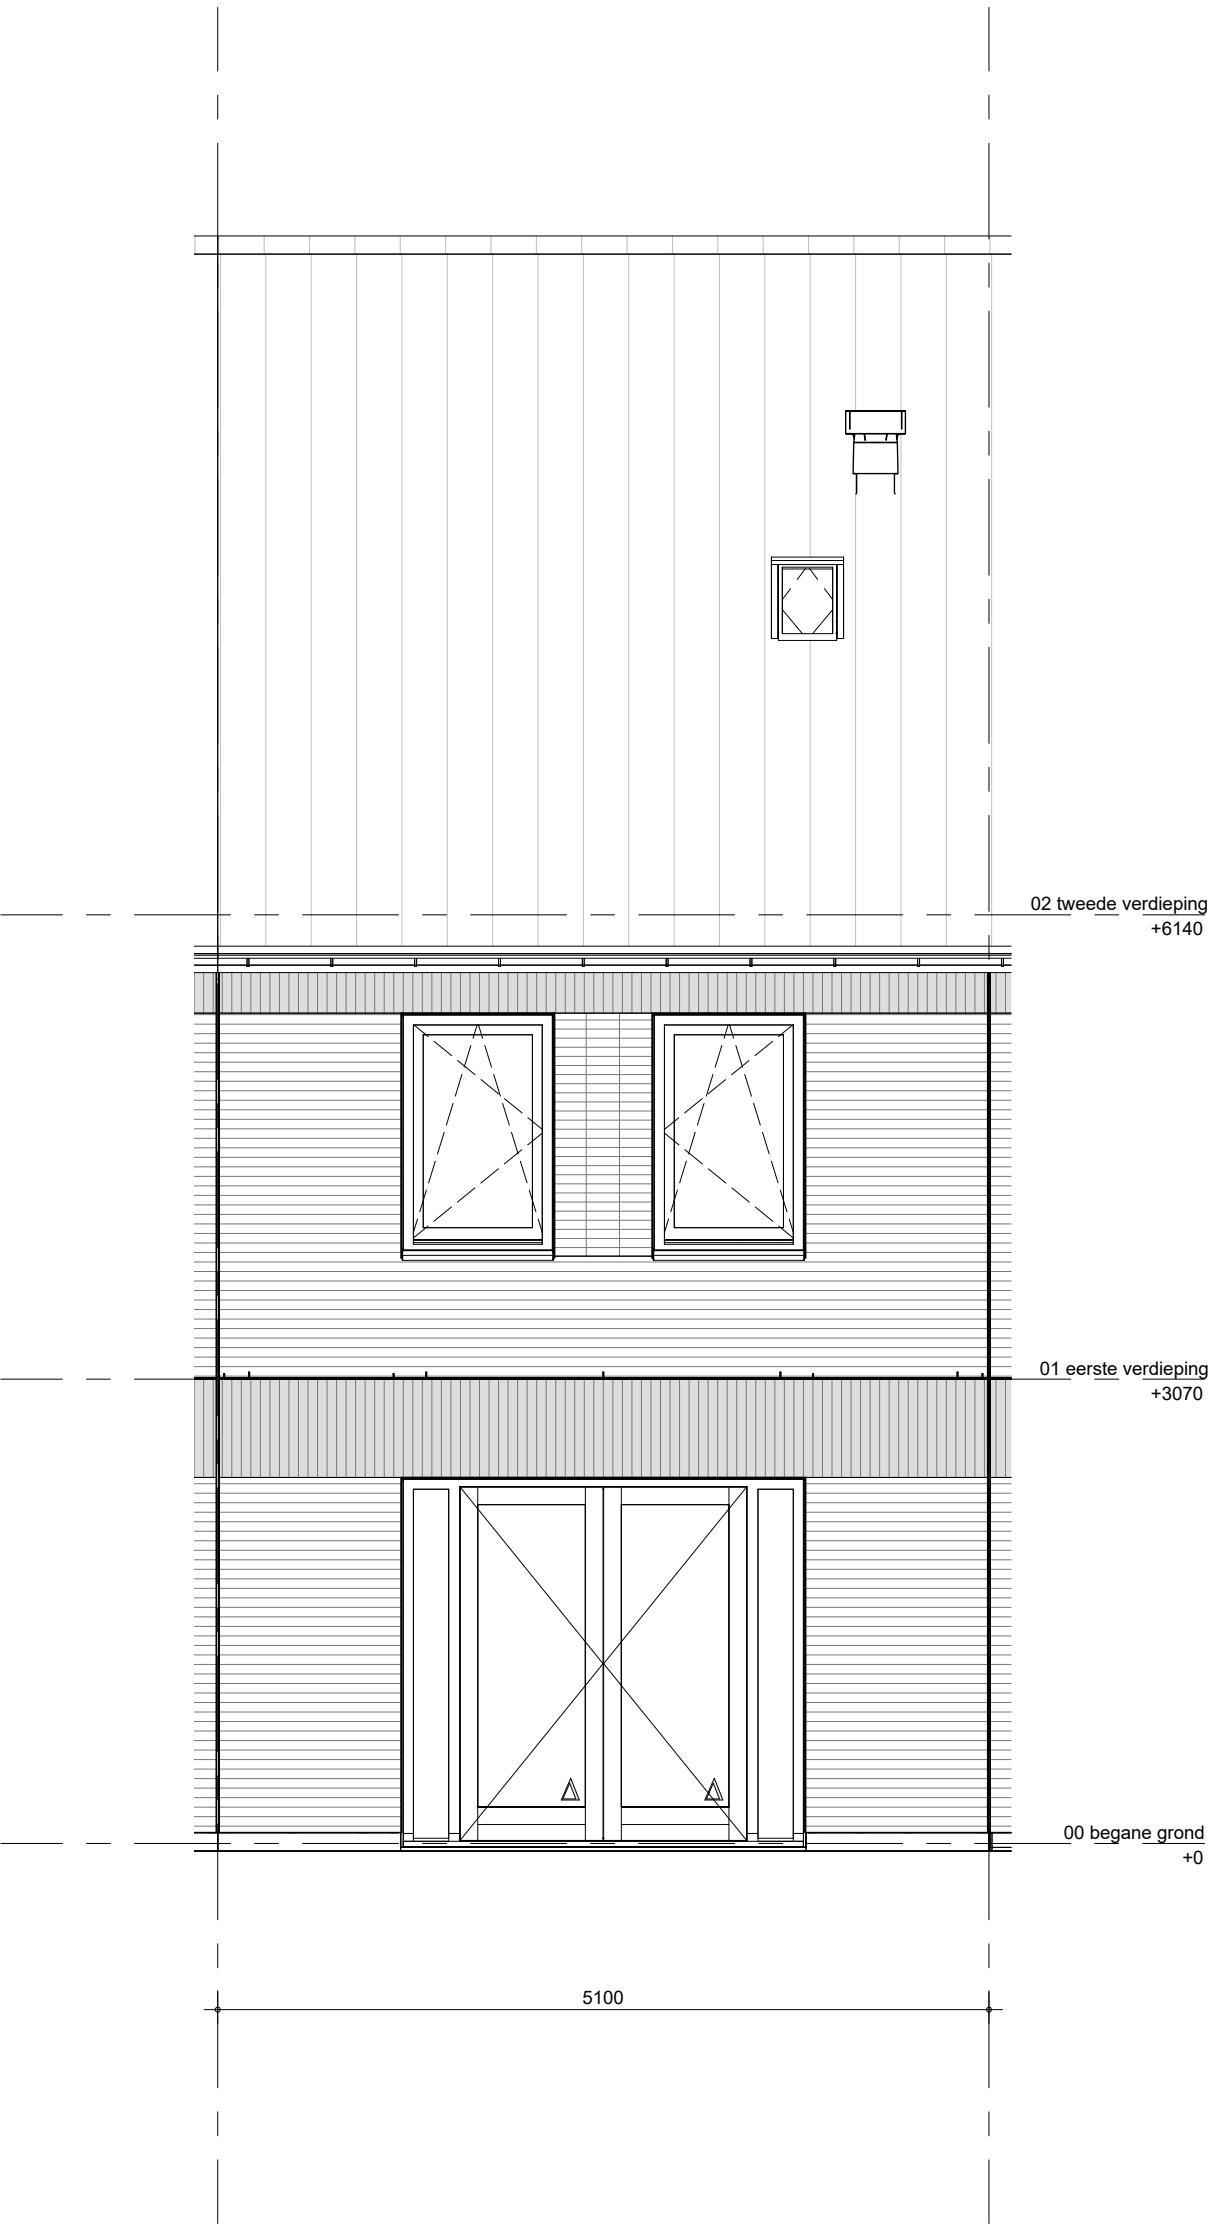 02 tweede verdieping
+6140
01 eerste verdieping
+3070
00 begane grond
+0
5100